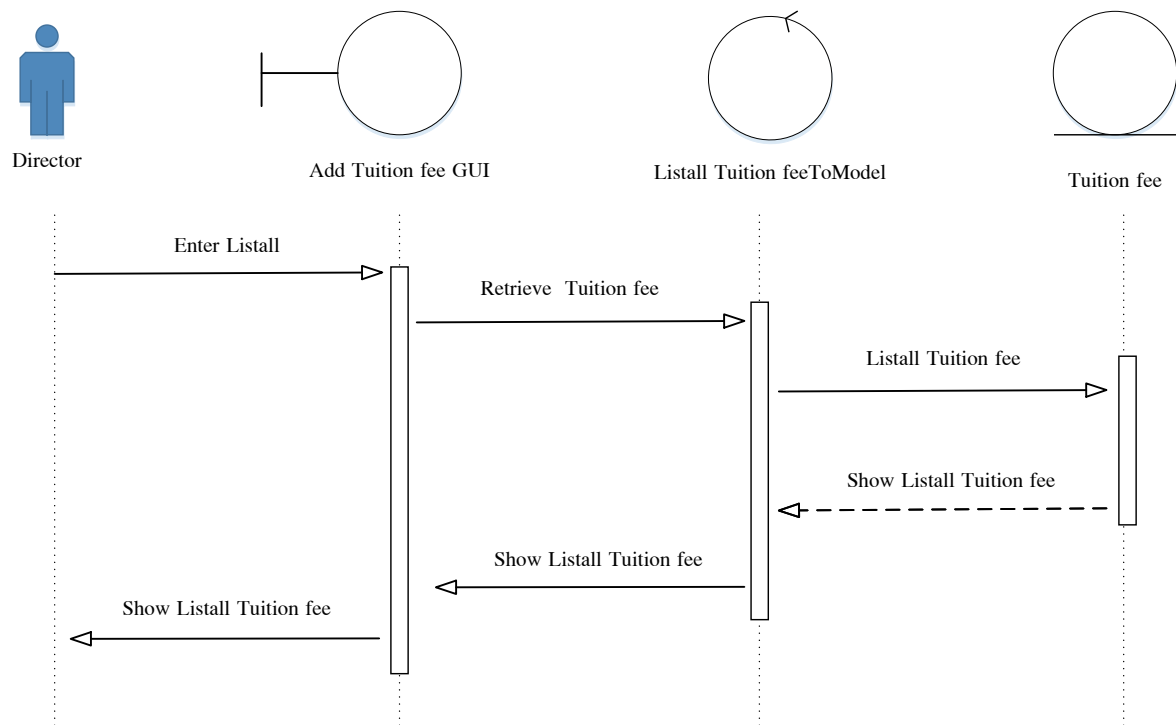 Director
Add Tuition fee GUI
Listall Tuition feeToModel
Tuition fee
Enter Listall
Retrieve  Tuition fee
Listall Tuition fee
Show Listall Tuition fee
Show Listall Tuition fee
Show Listall Tuition fee